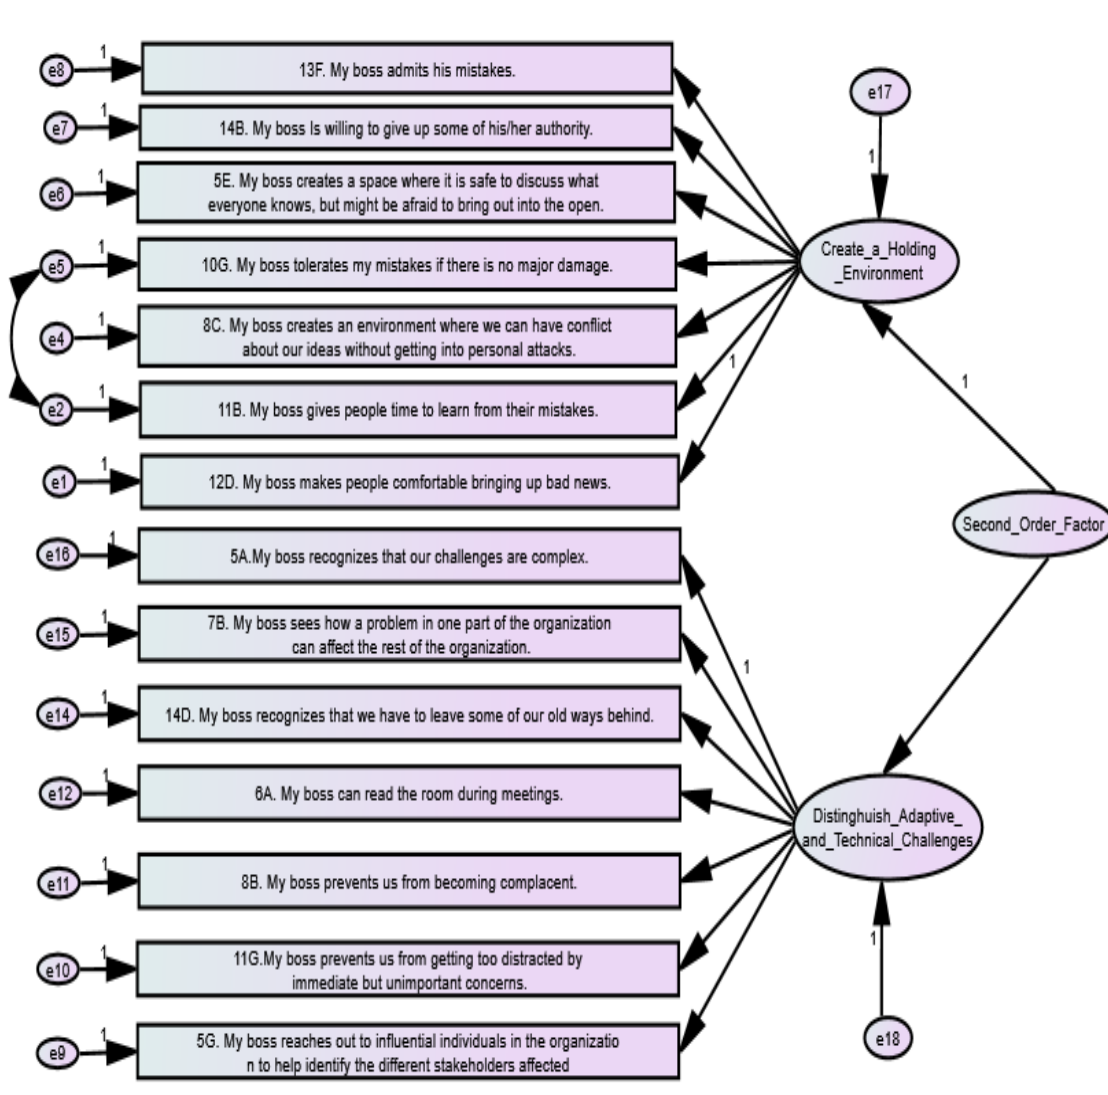 e8
1
13F. My boss admits his mistakes.
e7
1
14B. My boss Is willing to give up some of his/her authority.
e6
1
5E. My boss creates a space where it is safe to discuss what
everyone knows, but might be afraid to bring out into the open.
e5
1
10G. My boss tolerates my mistakes if there is no major damage.
e4
1
8C. My boss creates an environment where we can have conflict
about our ideas without getting into personal attacks.
e2
1
11B. My boss gives people time to learn from their mistakes.
e1
1
12D. My boss makes people comfortable bringing up bad news.
e16
1
5A.My boss recognizes that our challenges are complex.
e15
1
7B. My boss sees how a problem in one part of the organization
can affect the rest of the organization.
e14
1
14D. My boss recognizes that we have to leave some of our old ways behind.
e12
1
6A. My boss can read the room during meetings.
e11
1
8B. My boss prevents us from becoming complacent.
e10
1
11G.My boss prevents us from getting too distracted by
immediate but unimportant concerns.
e9
1
5G. My boss reaches out to influential individuals in the organizatio
n to help identify the different stakeholders affected
1
1
e17
1
Create_a_Holding
_Environment
1
Second_Order_Factor
Distinghuish_Adaptive_
and_Technical_Challenges
1
e18